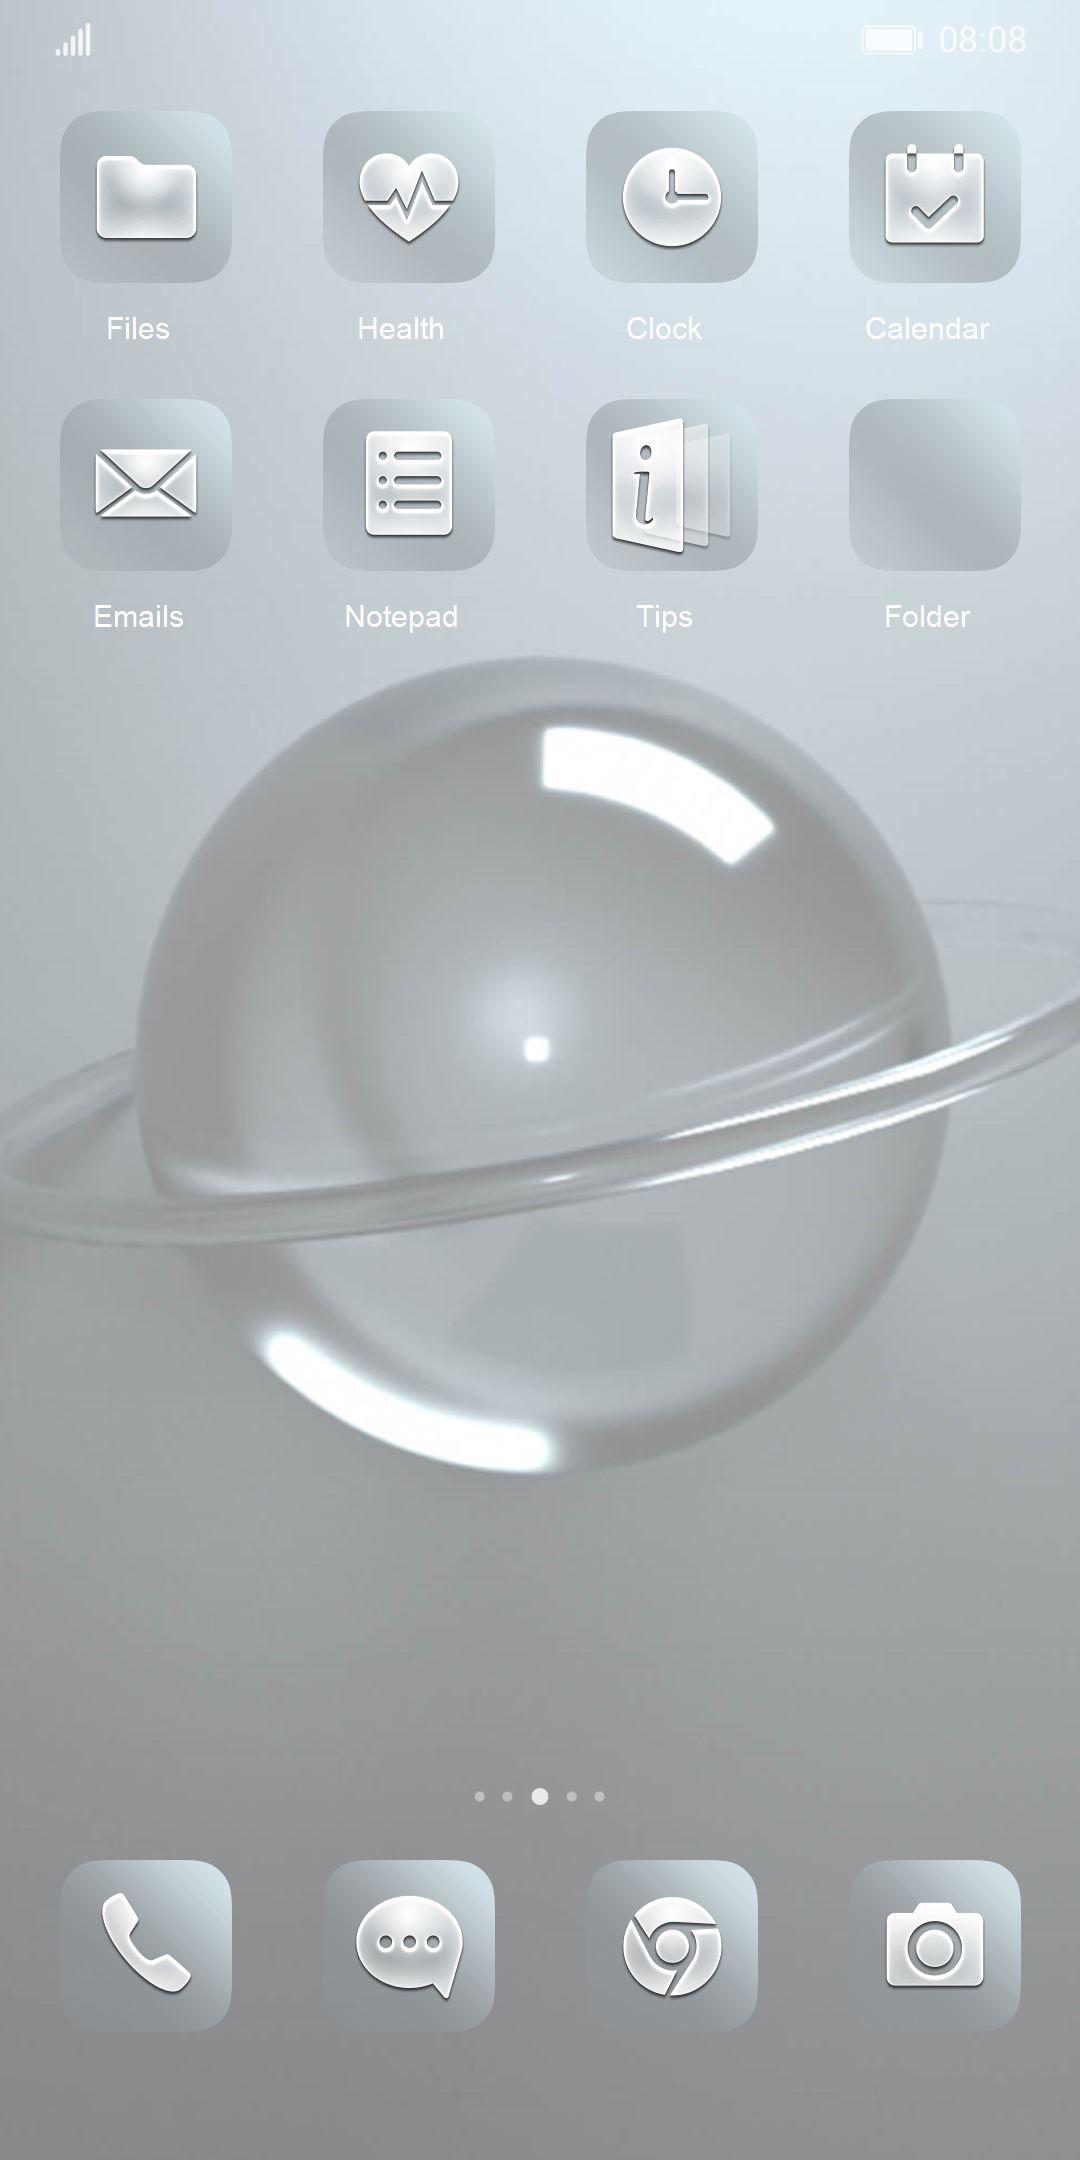 08:08
Files
Health
Clock
Calendar
i
Emails
Notepad
Tips
Folder